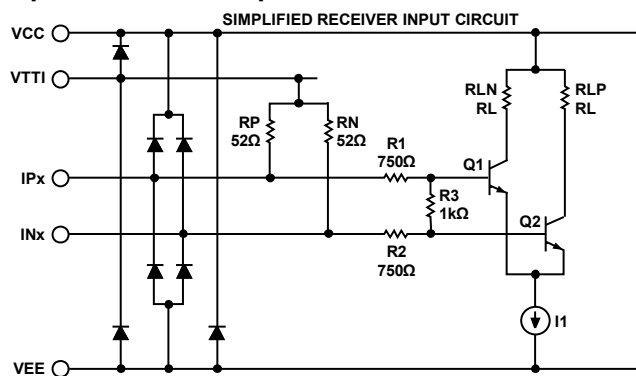 SIMPLIFIED RECEIVER INPUT CIRCUIT
VCC
VTTI
RLN
RL
RLP
RL
RP
52Ω
RN
52Ω
R1
750Ω
Q1
IPx
R3
1kΩ
Q2
INx
R2
750Ω
I1
VEE